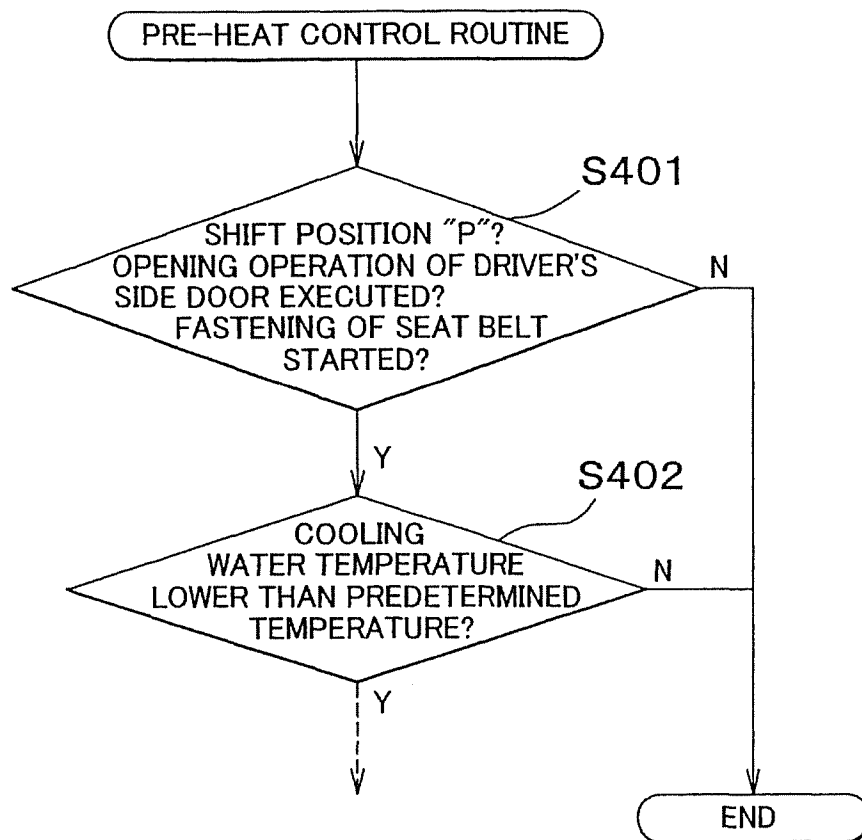 PRE-HEAT CONTROL ROUTINE
S401
SHIFT POSITION "P"?
OPENING OPERATION OF DRIVER'S
SIDE DOOR EXECUTED?
FASTENING OF SEAT BELT
STARTED?
N
Y
S402
COOLING
WATER TEMPERATURE
LOWER THAN PREDETERMINED
TEMPERATURE?
N
Y
END